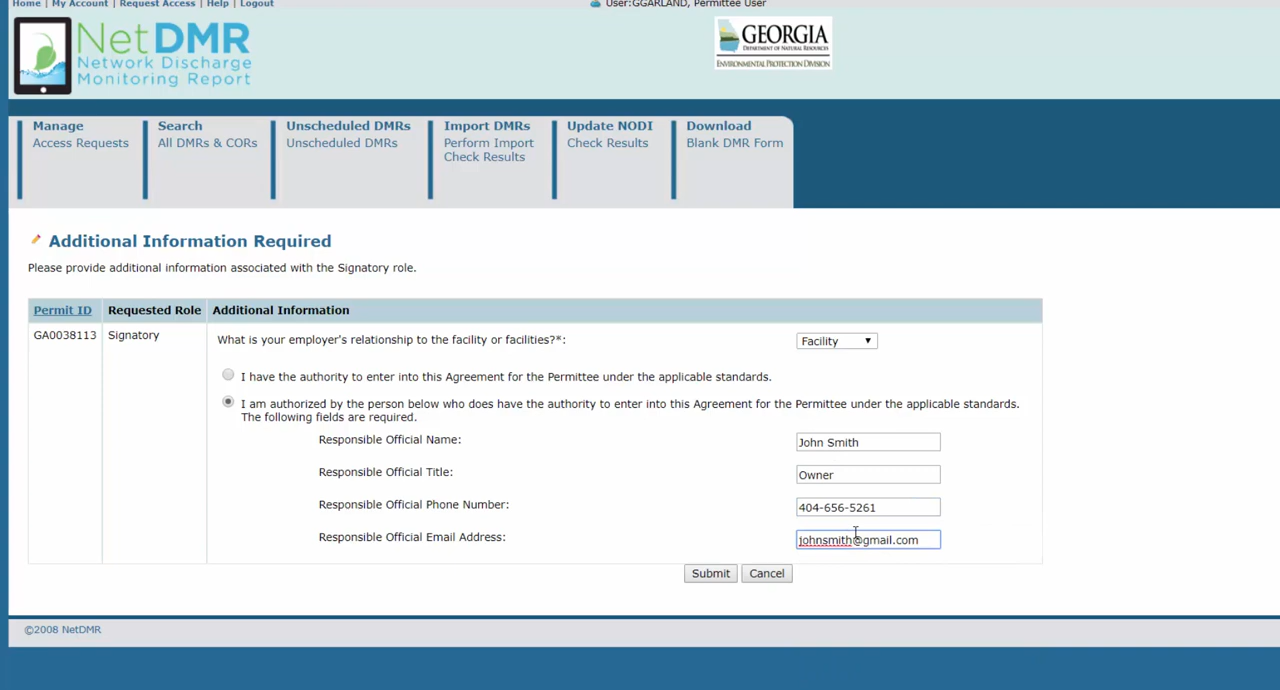 Home | My Account | Request Access | Help | Logout
User:GGARLAND, Permittee User
NetDMR
Network Discharge
Monitoring Report
GEORGIA
DEPARTMENT OF NATURAL RESOURCES
ENVIRONMENTAL PROTECTION DIVISION
Manage
Access Requests
Search
All DMRs & CORs
Unscheduled DMRs
Unscheduled DMRs
Import DMRs
Perform Import
Check Results
Update NODI
Check Results
Download
Blank DMR Form
Additional Information Required
Please provide additional information associated with the Signatory role.
Permit ID Requested Role Additional Information
GA0038113 Signatory What is your employer's relationship to the facility or facilities?*: Facility
I have the authority to enter into this Agreement for the Permittee under the applicable standards.
I am authorized by the person below who does have the authority to enter into this Agreement for the Permittee under the applicable standards.
The following fields are required.
Responsible Official Name: John Smith
Responsible Official Title: Owner
Responsible Official Phone Number: 404-656-5261
Responsible Official Email Address: johnsmith@gmail.com
Submit Cancel
©2008 NetDMR